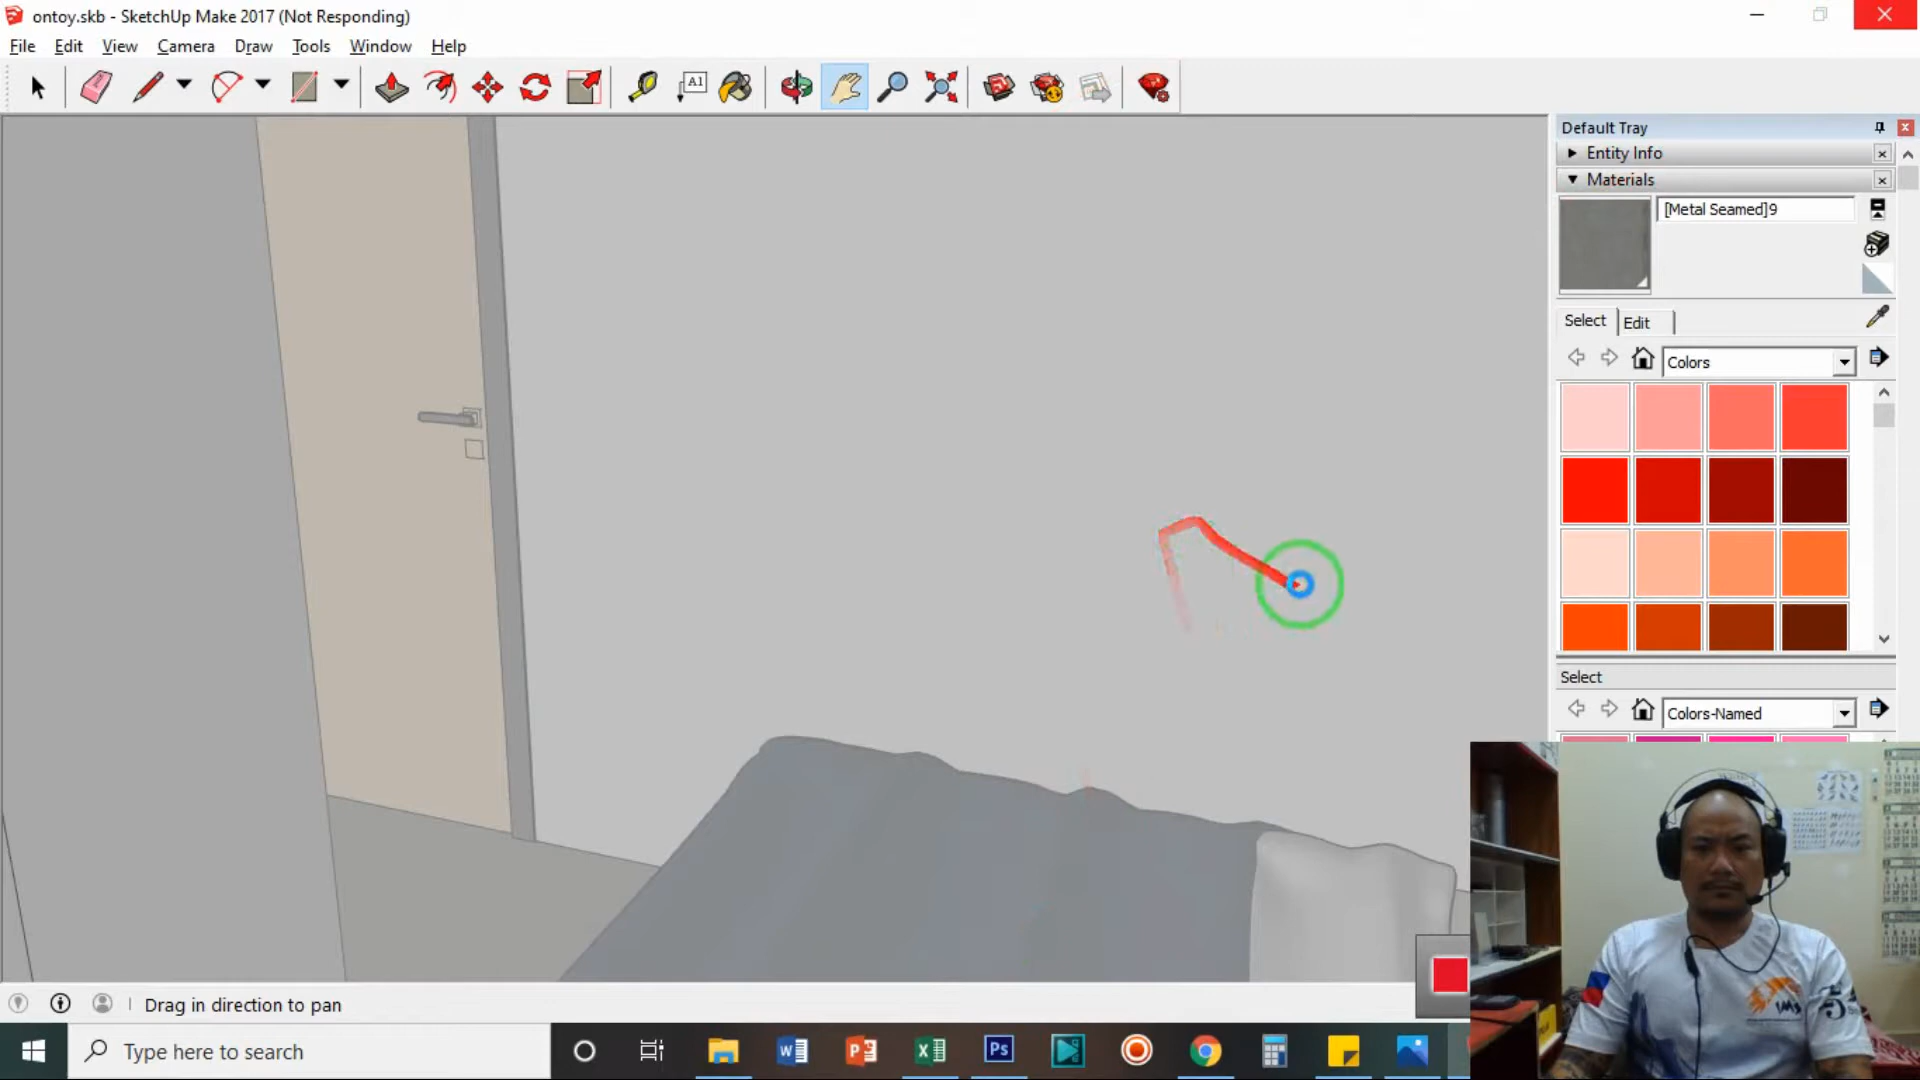 ontoy.skb - SketchUp Make 2017 (Not Responding)
File Edit View Camera Draw Tools Window Help
A1
Default Tray
Entity Info
Materials
[Metal Seamed]9
Select Edit
Colors
Select
Colors-Named
Drag in direction to pan
Type here to search
Ps